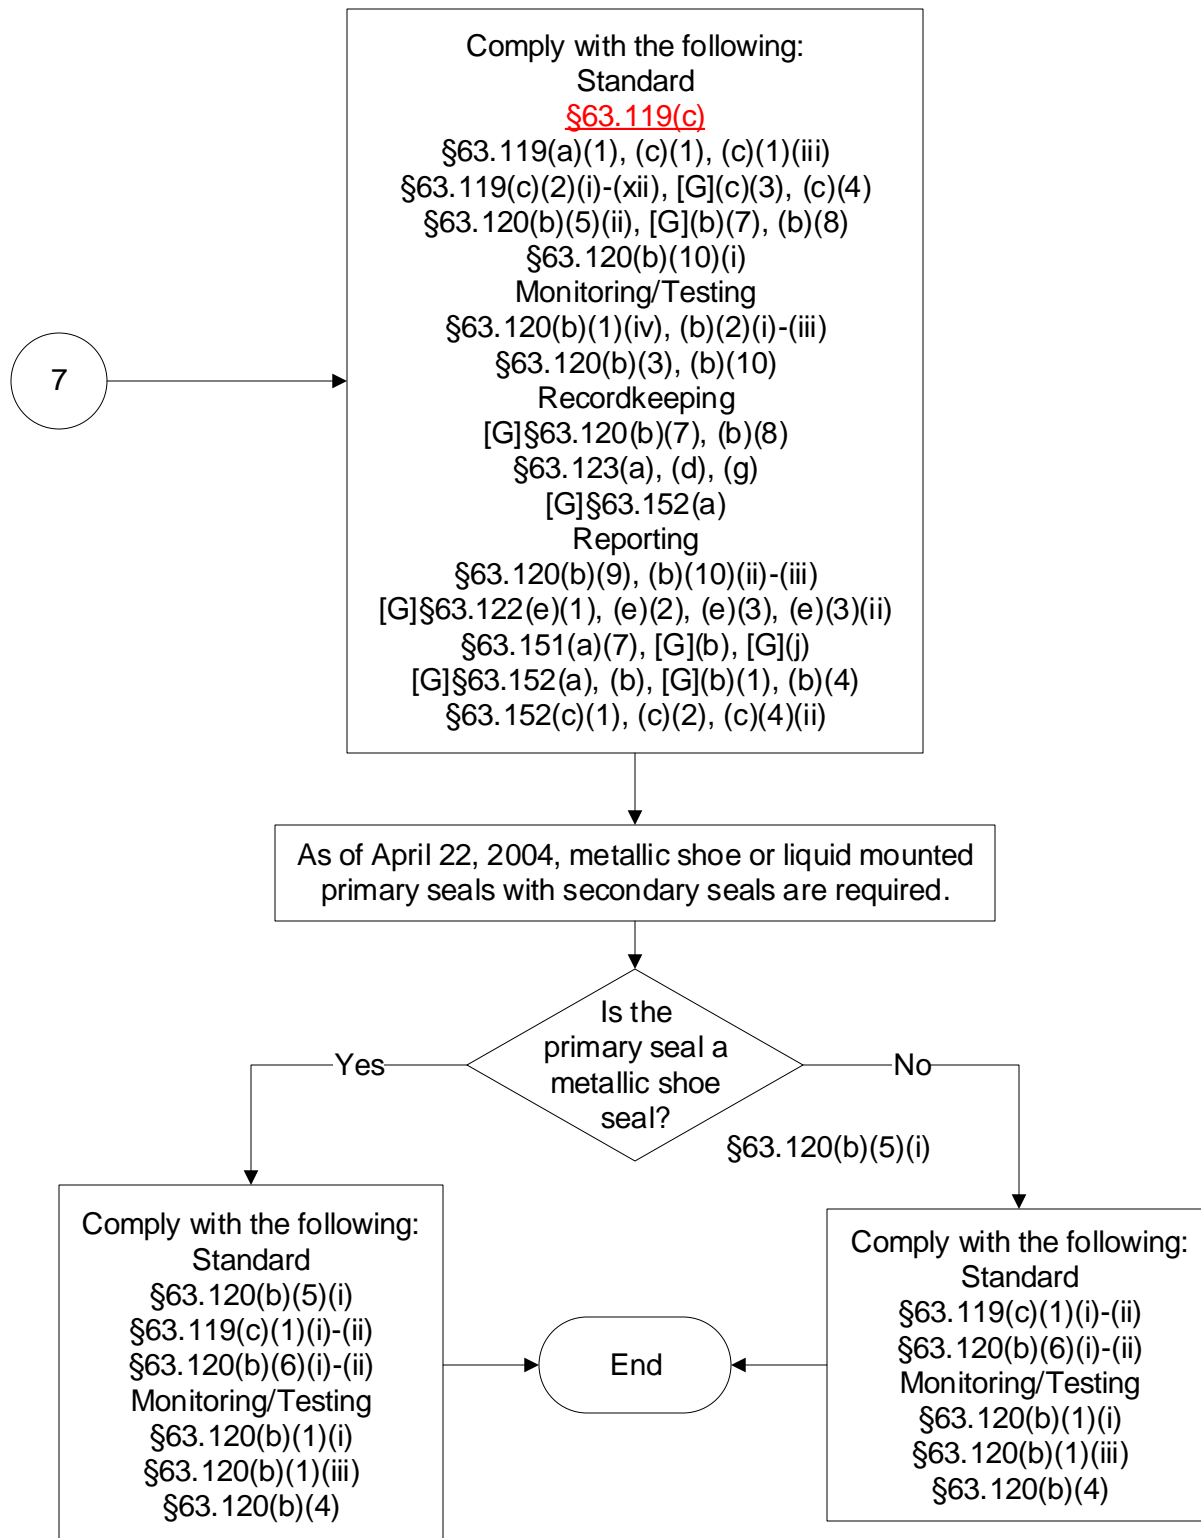 Comply with the following:
Standard
§63.119(c)
§63.119(a)(1), (c)(1), (c)(1)(iii)
§63.119(c)(2)(i)-(xii), [G](c)(3), (c)(4)
§63.120(b)(5)(ii), [G](b)(7), (b)(8)
§63.120(b)(10)(i)
Monitoring/Testing
§63.120(b)(1)(iv), (b)(2)(i)-(iii)
§63.120(b)(3), (b)(10)
Recordkeeping
[G]§63.120(b)(7), (b)(8)
§63.123(a), (d), (g)
[G]§63.152(a)
Reporting
§63.120(b)(9), (b)(10)(ii)-(iii)
[G]§63.122(e)(1), (e)(2), (e)(3), (e)(3)(ii)
§63.151(a)(7), [G](b), [G](j)
[G]§63.152(a), (b), [G](b)(1), (b)(4)
§63.152(c)(1), (c)(2), (c)(4)(ii)
7
As of April 22, 2004, metallic shoe or liquid mounted
primary seals with secondary seals are required.
Is the
primary seal a
metallic shoe
seal?
Yes
No
§63.120(b)(5)(i)
Comply with the following:
Standard
§63.120(b)(5)(i)
§63.119(c)(1)(i)-(ii)
§63.120(b)(6)(i)-(ii)
Monitoring/Testing
§63.120(b)(1)(i)
§63.120(b)(1)(iii)
§63.120(b)(4)
End
Comply with the following:
Standard
§63.119(c)(1)(i)-(ii)
§63.120(b)(6)(i)-(ii)
Monitoring/Testing
§63.120(b)(1)(i)
§63.120(b)(1)(iii)
§63.120(b)(4)